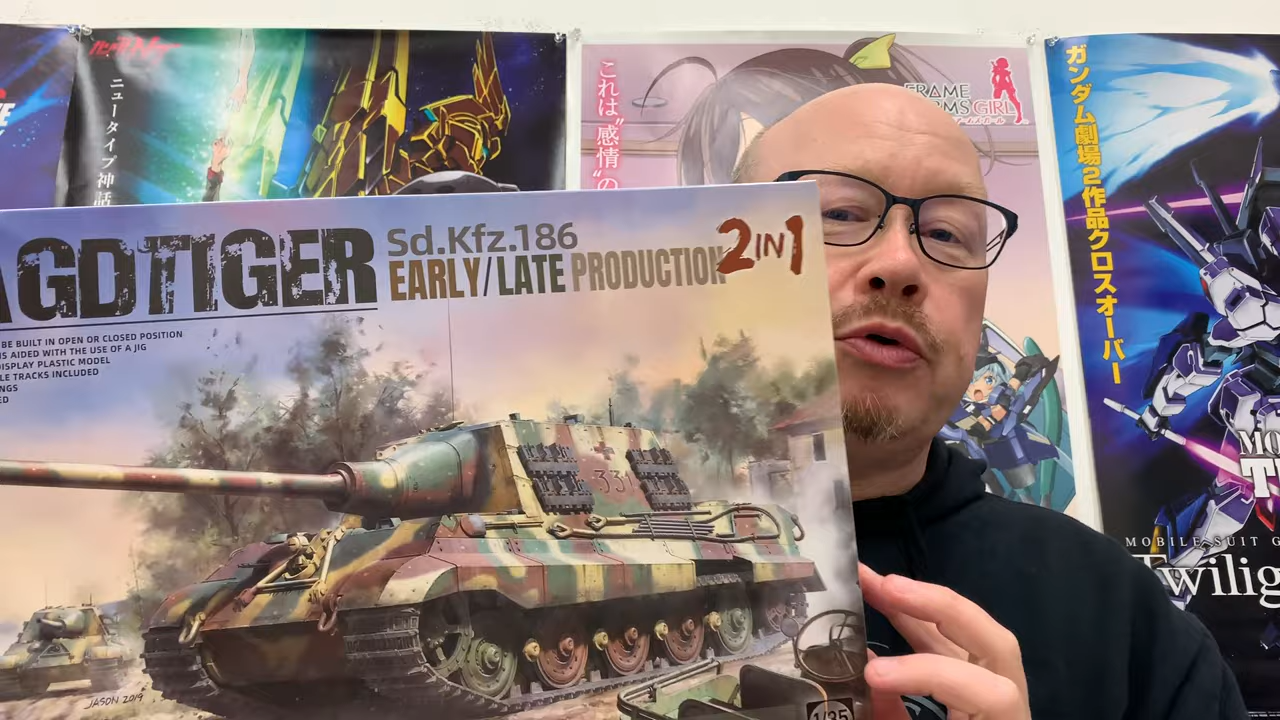 ニュータイプ神話
これは"感情"の
FRAME
ARMS GIRL
ガンダム劇場2作品クロスオーバー
AGDTIGER
Sd.Kfz.186
EARLY/LATE PRODUCTION
2 IN 1
BE BUILT IN OPEN OR CLOSED POSITION
IS AIDED WITH THE USE OF A JIG
DISPLAY PLASTIC MODEL
LE TRACKS INCLUDED
NGS
ED
331
JASON 2019
1/35
MO
MOBILE SUIT G
Twilig